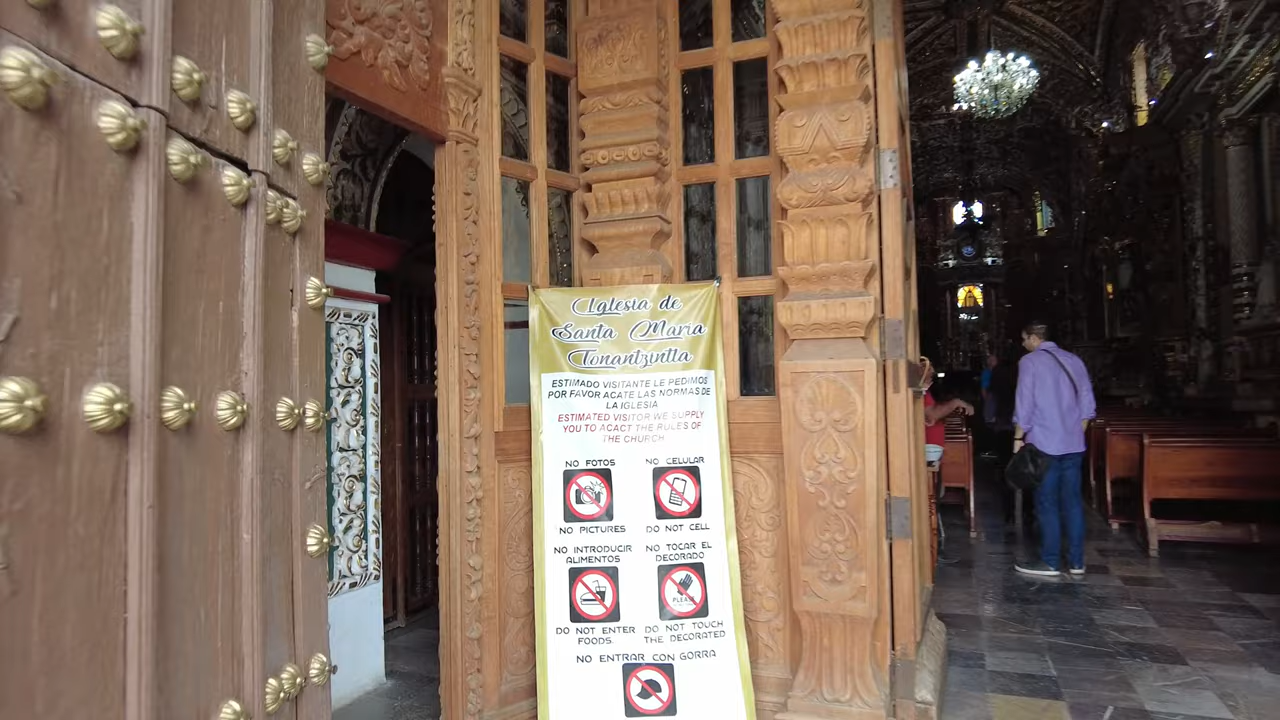 Iglesia de
Santa Maria
Tonantzintla
ESTIMADO VISITANTE LE PEDIMOS
POR FAVOR ACATE LAS NORMAS DE
LA IGLESIA
ESTIMATED VISITOR WE SUPPLY
YOU TO ACACT THE RULES OF
THE CHURCH
NO FOTOS
NO PICTURES
NO CELULAR
DO NOT CELL
NO INTRODUCIR
ALIMENTOS
DO NOT ENTER
FOODS.
NO TOCAR EL
DECORADO
PLEASE
DO NOT TOUCH
THE DECORATED
NO ENTRAR CON GORRA